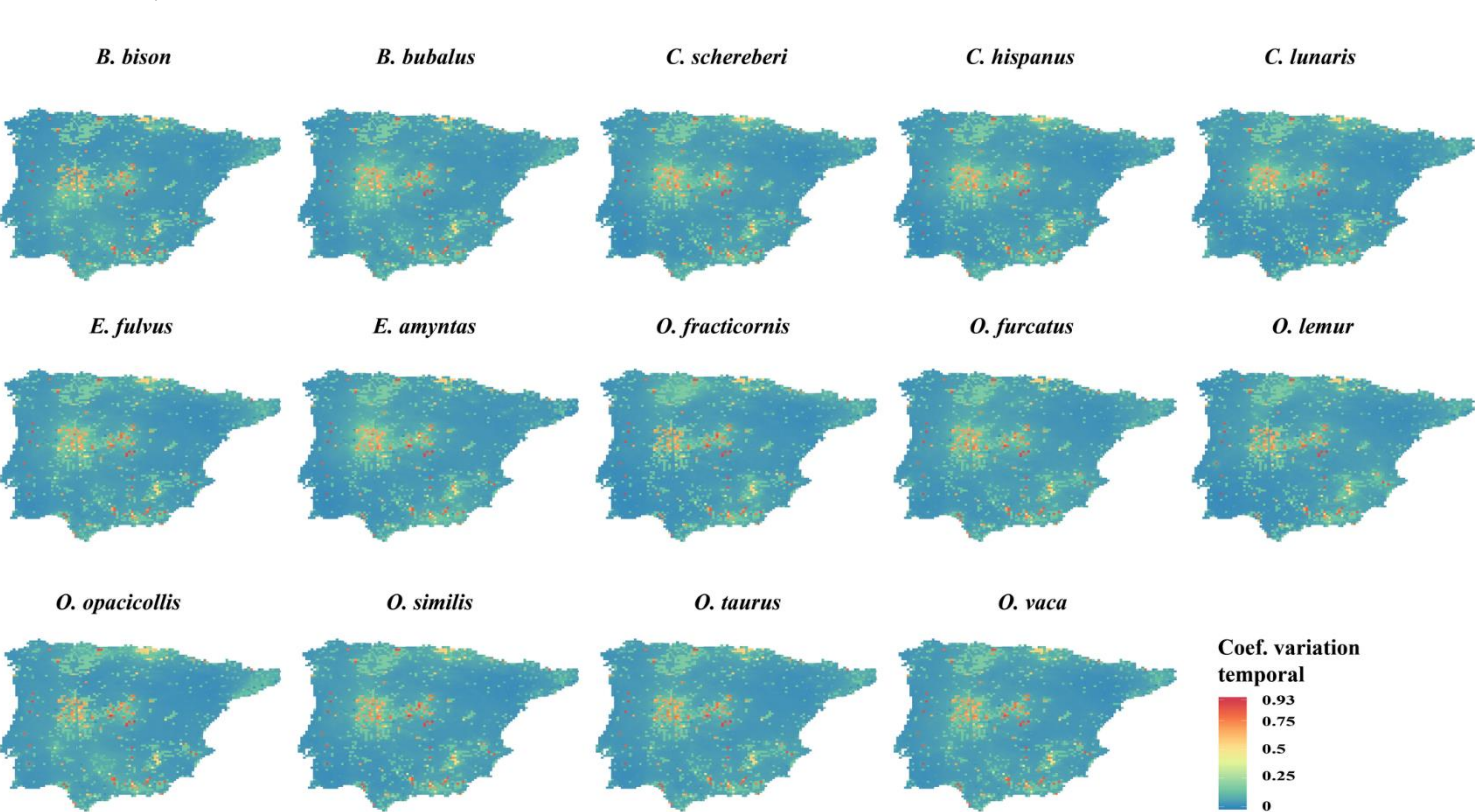 B. bison
B. bubalus
C. schereberi
C. hispanus
C. lunaris
E. fulvus
E. amyntas
O. fracticornis
O. furcatus
O. lemur
O. opacicollis
O. similis
O. taurus
O. vaca
Coef. variation
temporal
0.93
0.75
0.5
0.25
0